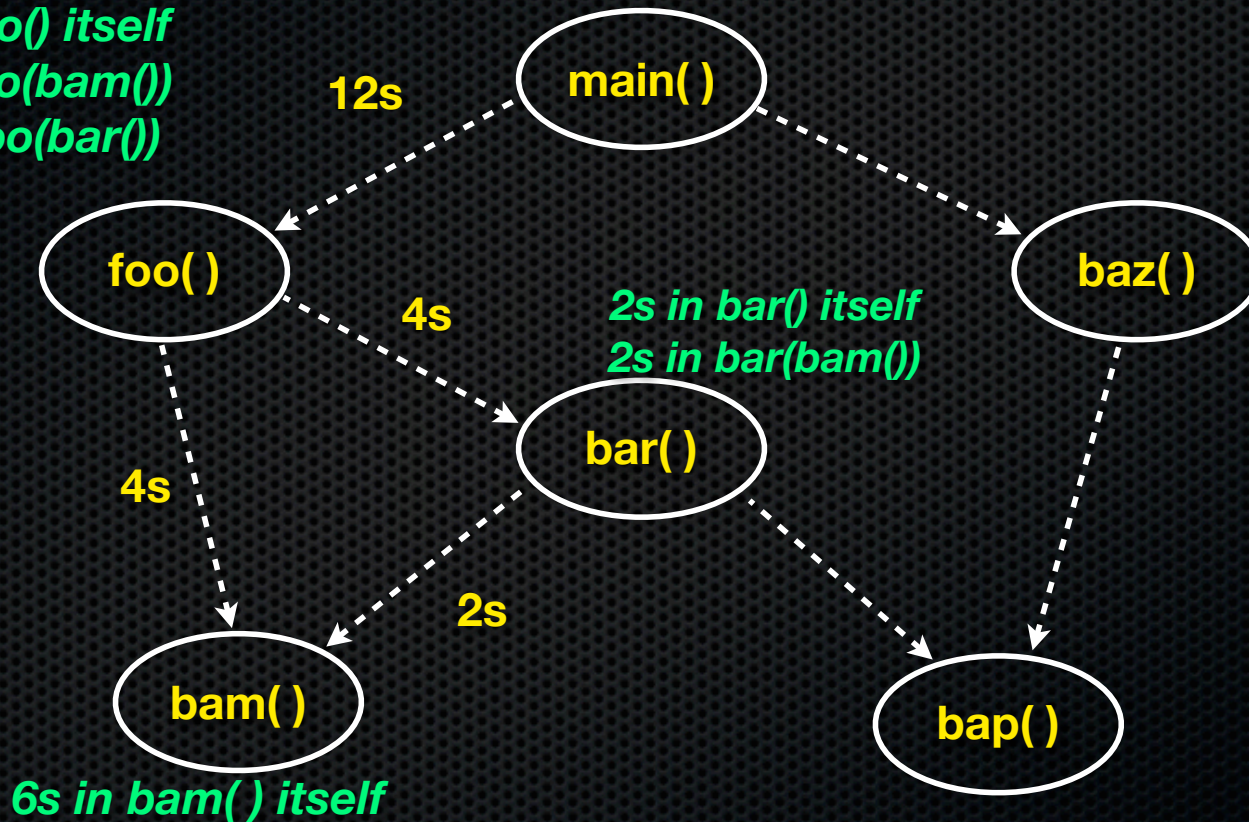 o() itself
o(bam())
oo(bar())
12s
main( )
foo( )
baz( )
4s
2s in bar() itself
2s in bar(bam())
bar( )
4s
2s
bam( )
bap( )
6s in bam( ) itself